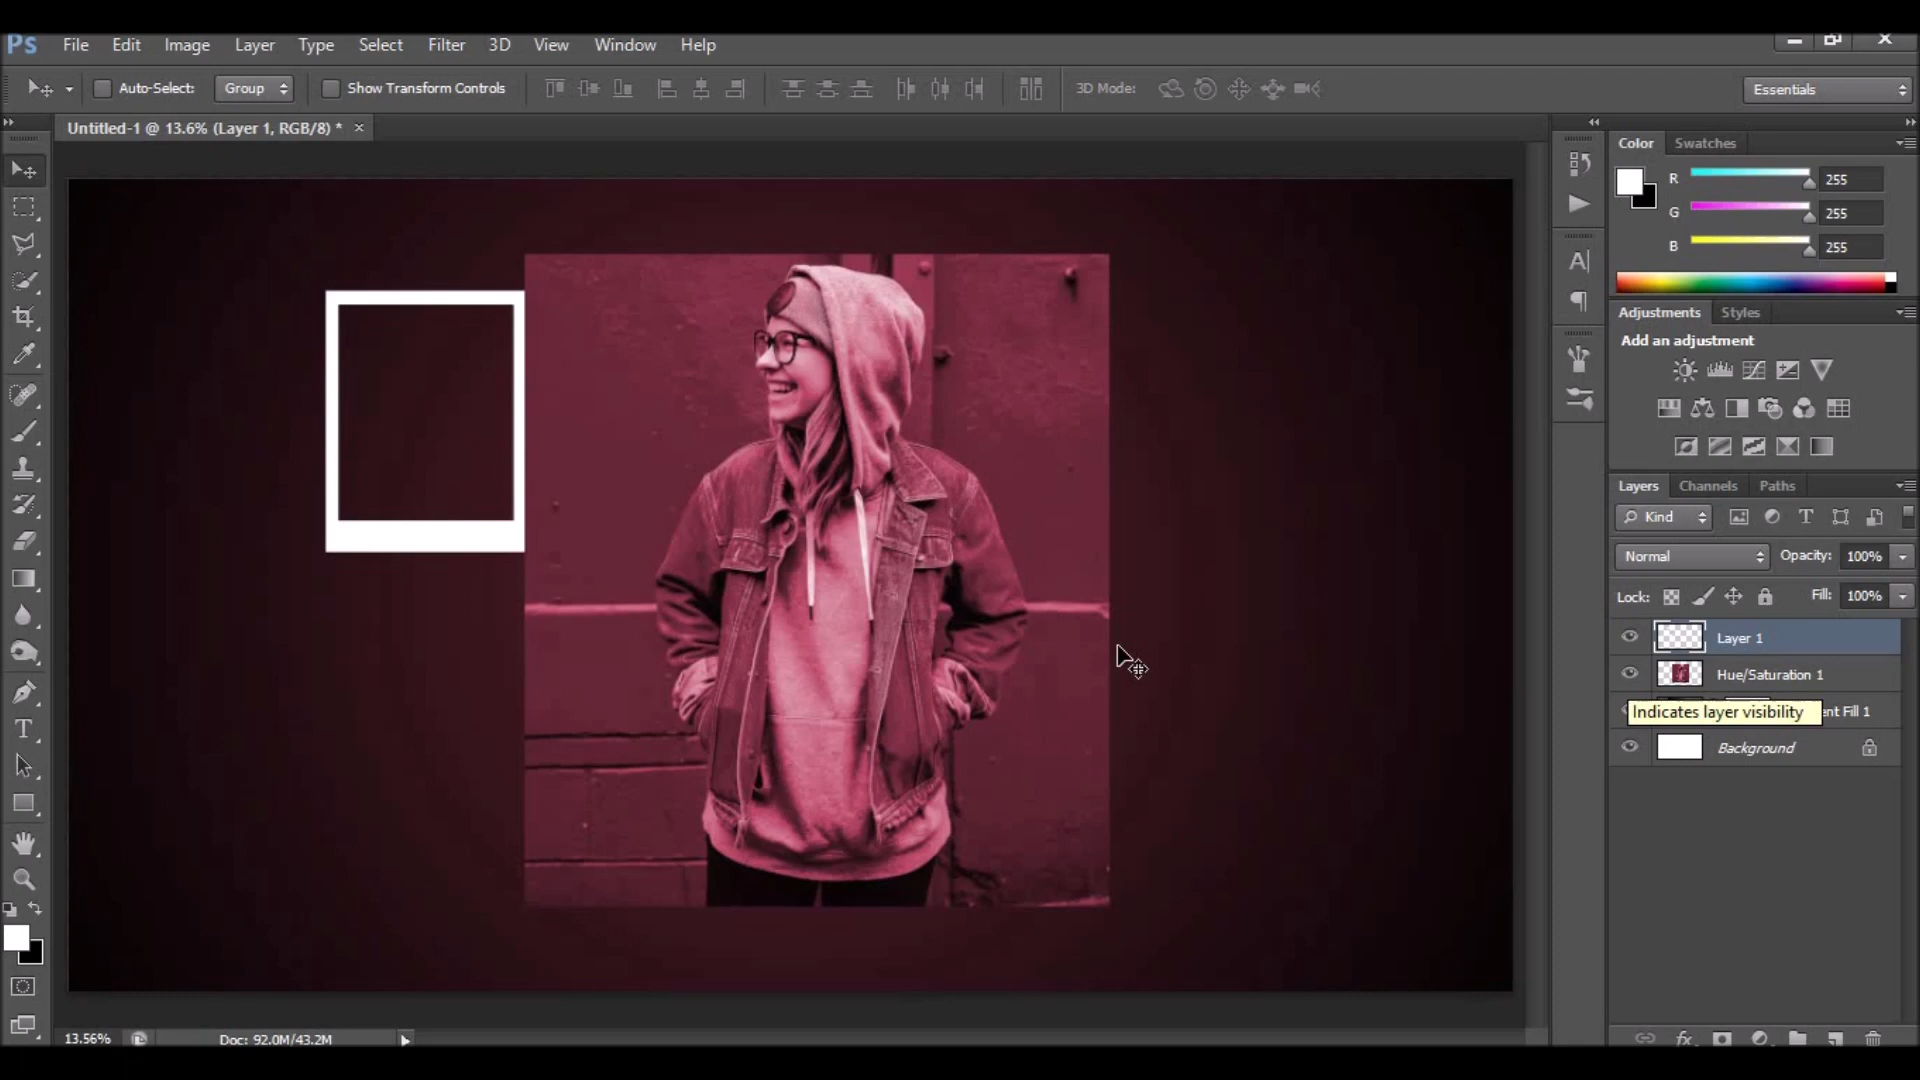 Ps File Edit Image Layer Type Select Filter 3D View Window Help
Auto-Select: Group Show Transform Controls 3D Mode: Essentials
Untitled-1 @ 13.6% (Layer 1, RGB/8) * ×
Color Swatches
R 255
G 255
B 255
Adjustments Styles
Add an adjustment
Layers Channels Paths
Kind
Normal Opacity: 100%
Lock: Fill: 100%
Layer 1
Hue/Saturation 1
Indicates layer visibility
ent Fill 1
Background
13.56% Doc: 92.0M/43.2M